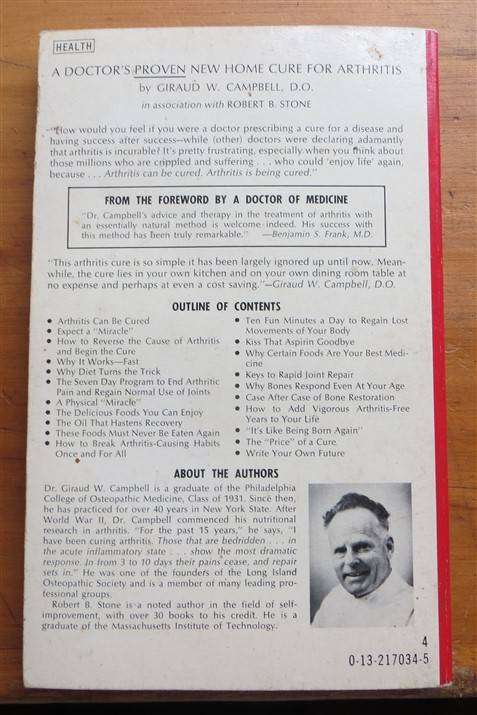 HEALTH
A DOCTOR'S PROVEN NEW HOME CURE FOR ARTHRITIS
by GIRAUD W. CAMPBELL, D.O.
in association with ROBERT B. STONE
"How would you feel if you were a doctor prescribing a cure for a disease and
having success after success—while (other) doctors were declaring adamantly
that arthritis is incurable? It's pretty frustrating, especially when you think about
those millions who are crippled and suffering . . . who could 'enjoy life' again,
because . . . Arthritis can be cured. Arthritis is being cured."
FROM THE FOREWORD BY A DOCTOR OF MEDICINE
"Dr. Campbell's advice and therapy in the treatment of arthritis with
an essentially natural method is welcome indeed. His success with
this method has been truly remarkable." —Benjamin S. Frank, M.D.
"This arthritis cure is so simple it has been largely ignored up until now. Mean-
while, the cure lies in your own kitchen and on your own dining room table at
no expense and perhaps at even a cost saving."—Giraud W. Campbell, D.O.
OUTLINE OF CONTENTS
• Arthritis Can Be Cured
• Expect a "Miracle"
• How to Reverse the Cause of Arthritis
and Begin the Cure
• Why It Works—Fast
• Why Diet Turns the Trick
• The Seven Day Program to End Arthritic
Pain and Regain Normal Use of Joints
• A Physical "Miracle"
• The Delicious Foods You Can Enjoy
• The Oil That Hastens Recovery
• These Foods Must Never Be Eaten Again
• How to Break Arthritis-Causing Habits
Once and For All
• Ten Fun Minutes a Day to Regain Lost
Movements of Your Body
• Kiss That Aspirin Goodbye
• Why Certain Foods Are Your Best Medi-
cine
• Keys to Rapid Joint Repair
• Why Bones Respond Even At Your Age
• Case After Case of Bone Restoration
• How to Add Vigorous Arthritis-Free
Years to Your Life
• "It's Like Being Born Again"
• The "Price" of a Cure
• Write Your Own Future
ABOUT THE AUTHORS
Dr. Giraud W. Campbell is a graduate of the Philadelphia
College of Osteopathic Medicine, Class of 1931. Since then,
he has practiced for over 40 years in New York State. After
World War II, Dr. Campbell commenced his nutritional
research in arthritis. "For the past 15 years," he says, "I
have been curing arthritis. Those that are bedridden . . . in
the acute inflammatory state . . . show the most dramatic
response. In from 3 to 10 days their pains cease, and repair
sets in." He was one of the founders of the Long Island
Osteopathic Society and is a member of many leading pro-
fessional groups.
Robert B. Stone is a noted author in the field of self-
improvement, with over 30 books to his credit. He is a
graduate of the Massachusetts Institute of Technology.
4
0-13-217034-5